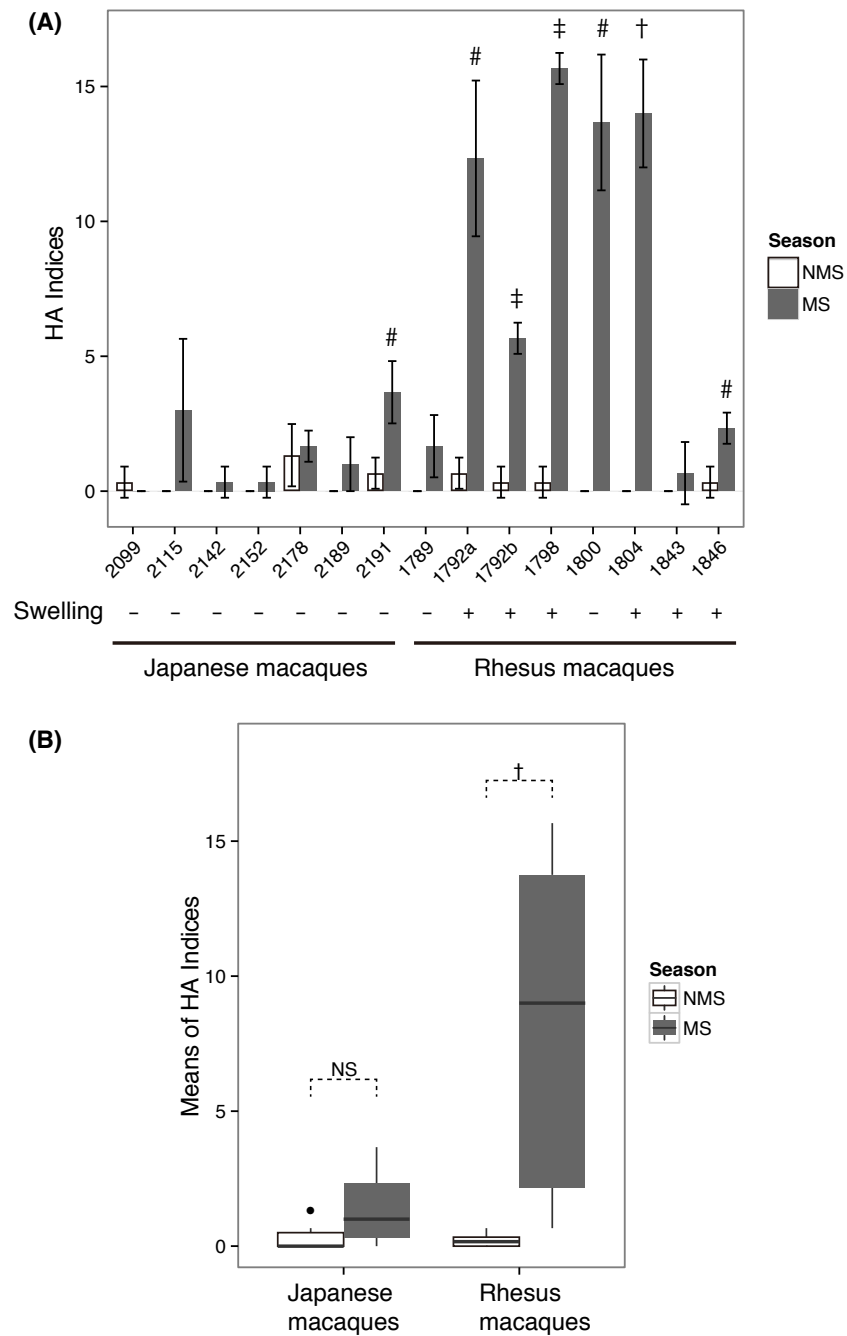 (A)
# ‡ # †
#
‡
#
#
15
10
5
0
HA Indices
Season
NMS
MS
2099 2115 2142 2152 2178 2189 2191 1789 1792a 1792b 1798 1800 1804 1843 1846
Swelling – – – – – – – – + + + – + + +
Japanese macaques Rhesus macaques
(B)
†
NS
15
10
5
0
Means of HA Indices
Season
NMS
MS
Japanese Rhesus
macaques macaques